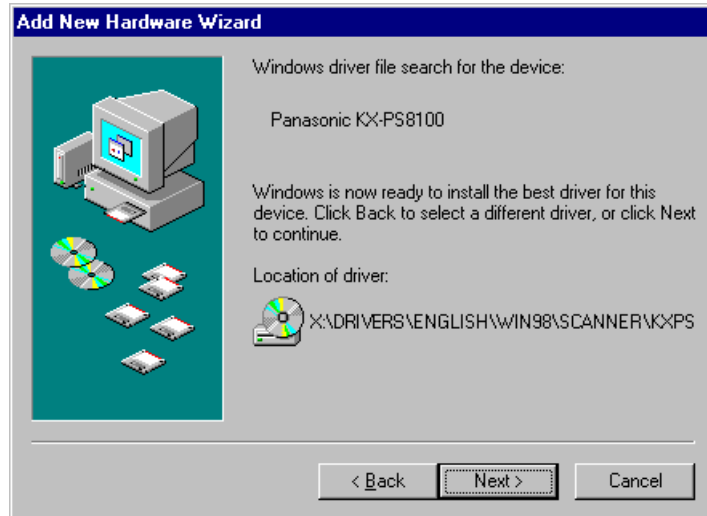 Add New Hardware Wizard
Windows driver file search for the device:
Panasonic KX-PS8100
Windows is now ready to install the best driver for this
device. Click Back to select a different driver, or click Next
to continue.
Location of driver:
X:\DRIVERS\ENGLISH\WIN98\SCANNER\KXPS
< Back
Next >
Cancel